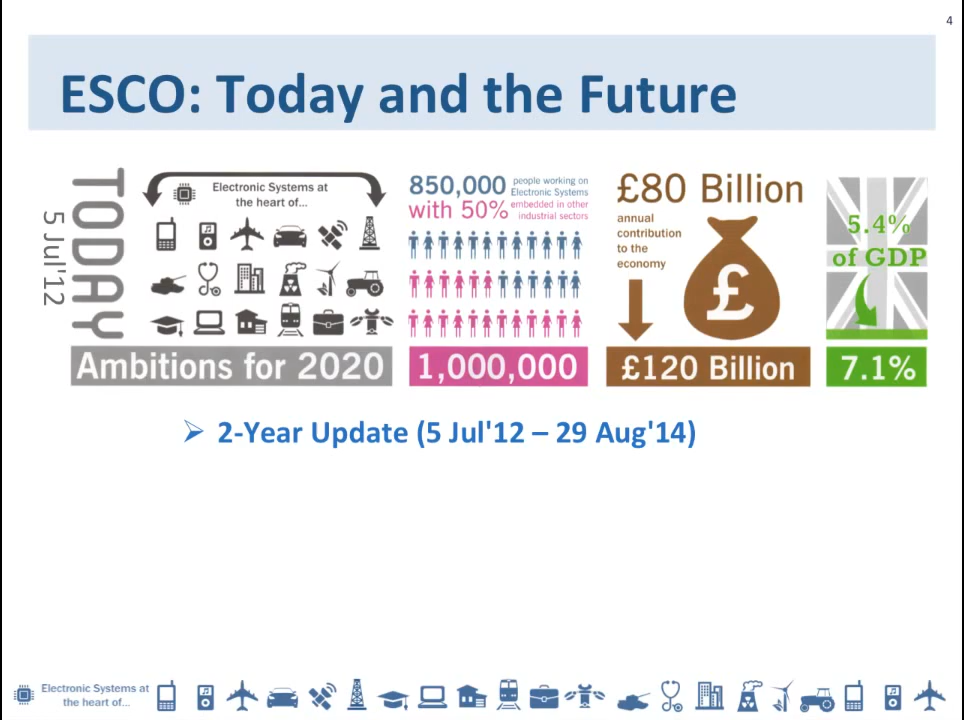 4
ESCO: Today and the Future
TODAY
5 Jul'12
Electronic Systems at
the heart of...
850,000 people working on
Electronic Systems
with 50% embedded in other
industrial sectors
£80 Billion
annual
contribution
to the
economy
£
5.4%
of GDP
Ambitions for 2020
1,000,000
£120 Billion
7.1%
➢ 2-Year Update (5 Jul'12 – 29 Aug'14)
Electronic Systems at
the heart of...